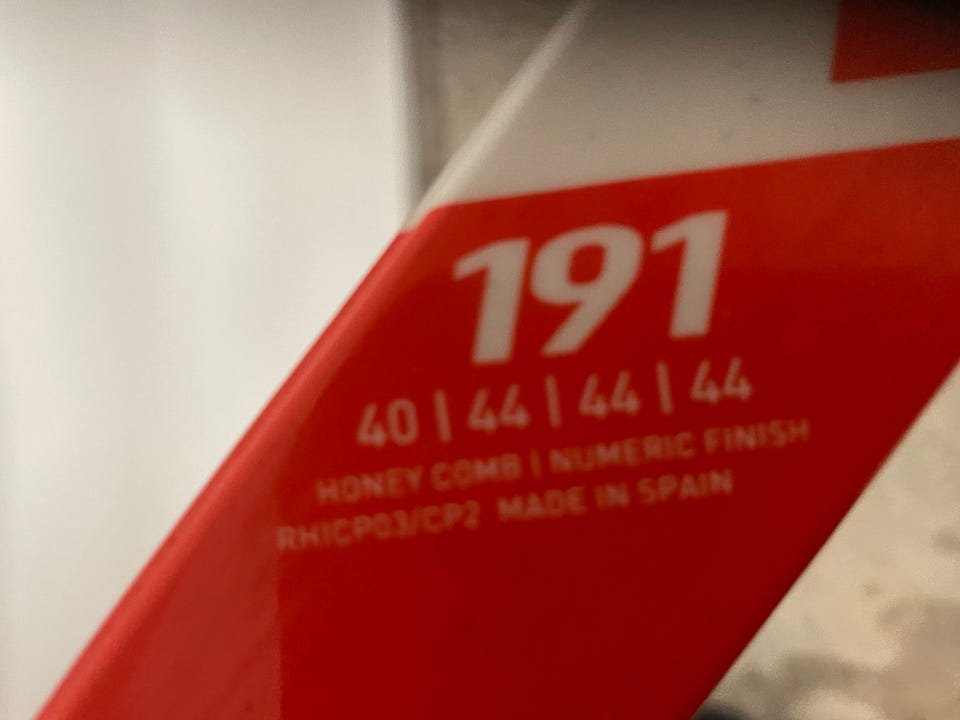 191
40 | 44 | 44 | 44
HONEY COMB | NUMERIC FINISH
RHICP03/CP2 MADE IN SPAIN